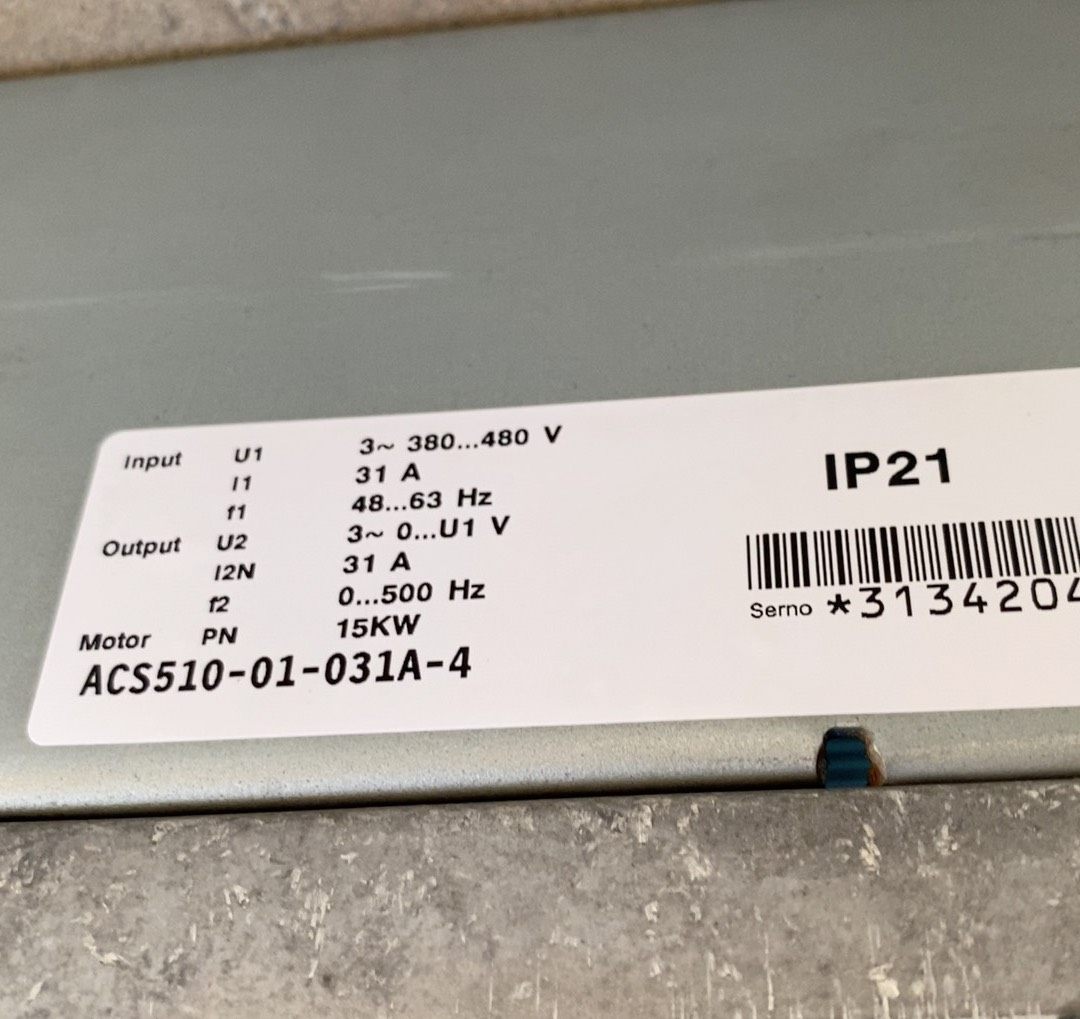 Input U1 3~ 380...480 V
I1 31 A
f1 48...63 Hz
Output U2 3~ 0...U1 V
I2N 31 A
f2 0...500 Hz
Motor PN 15KW
ACS510-01-031A-4
IP21
Serno *3134204